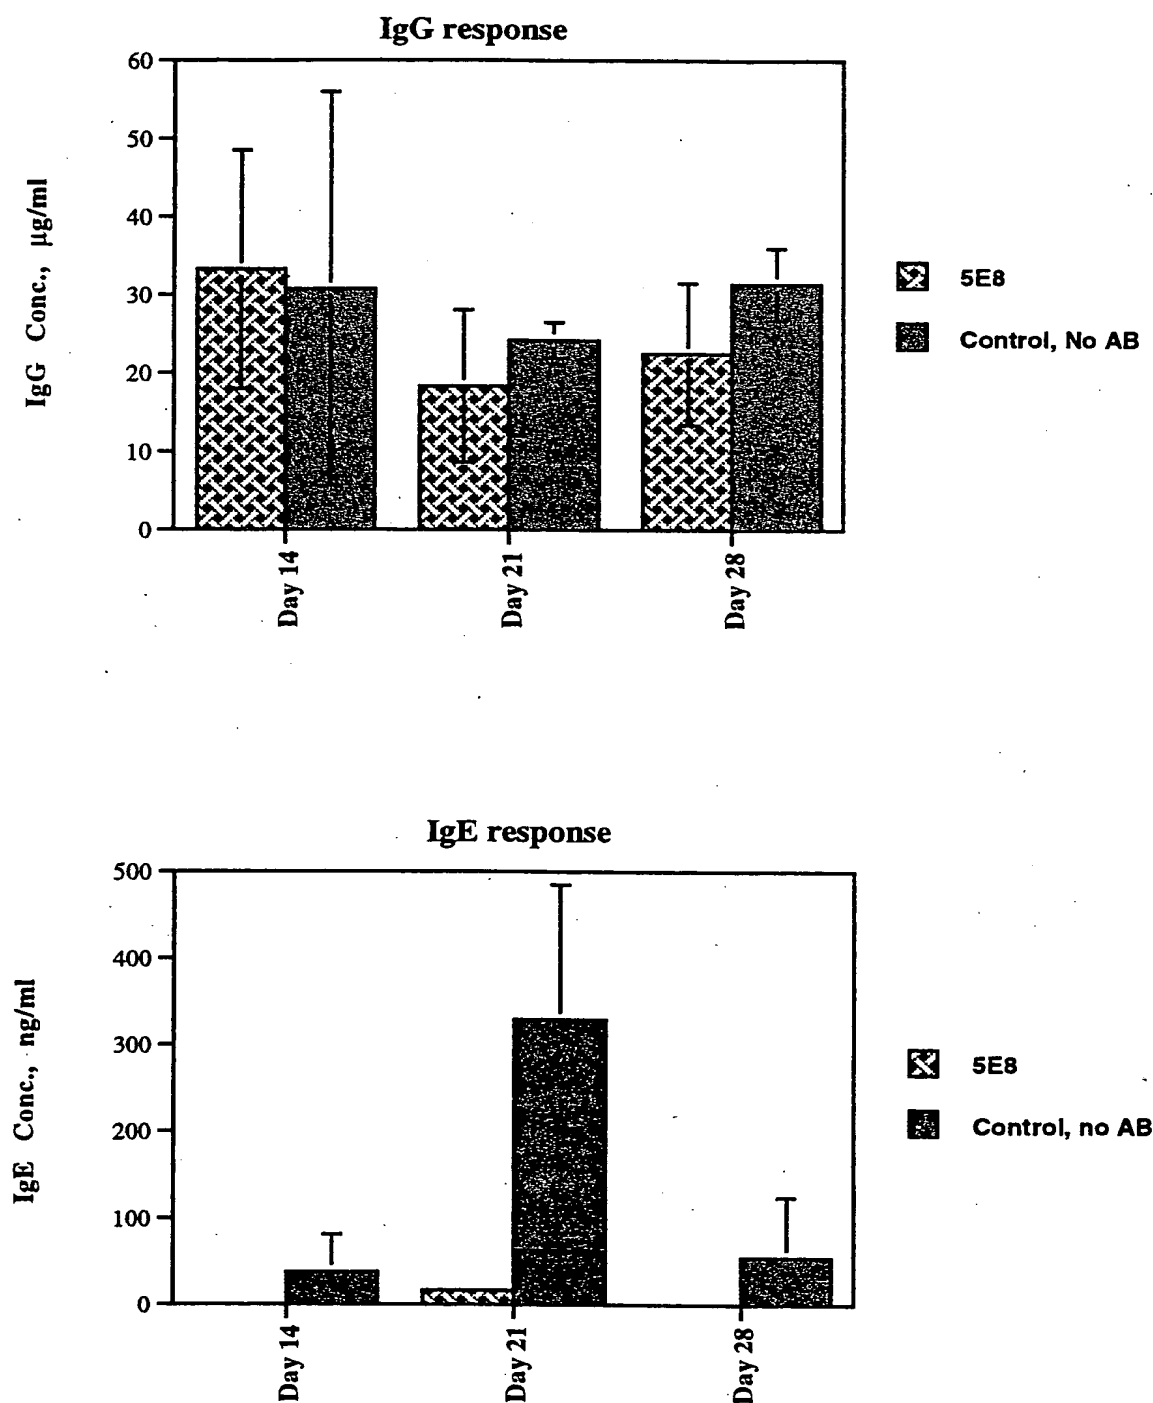 IgG response
60
50
40
30
20
10
0
IgG Conc., µg/ml
Day 14
Day 21
Day 28
5E8
Control, No AB
IgE response
500
400
300
200
100
0
IgE Conc., ng/ml
Day 14
Day 21
Day 28
5E8
Control, no AB